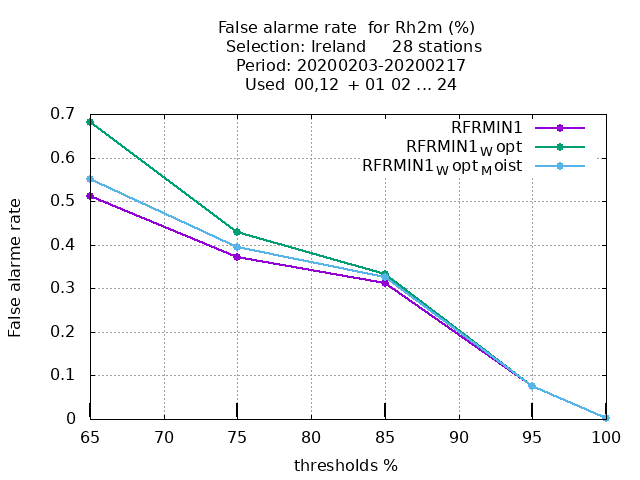 False alarme rate  for Rh2m (%)
Selection: Ireland     28 stations
Period: 20200203-20200217
Used  00,12  + 01 02 ... 24
RFRMIN1
RFRMIN1W opt
RFRMIN1W optM oist
False alarme rate
0.7
0.6
0.5
0.4
0.3
0.2
0.1
0
65 70 75 80 85 90 95 100
thresholds %